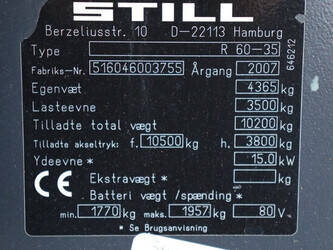 STILL
Berzeliusstr. 10 D-22113 Hamburg
Type R 60-35
Fabriks-Nr. 516046003755 Årgang 2007
Egenvæt 4365 kg
Lasteevne 3500 kg
Tilladte total vægt 10200 kg
Tilladte akseltryk: f. 10500 kg h. 3800 kg
Ydeevne * 15.0 kW
CE Ekstravægt * kg
Batteri vægt /spænding *
min. 1770 kg maks. 1957 kg 80 V
* Se Brugsanvisning
646212